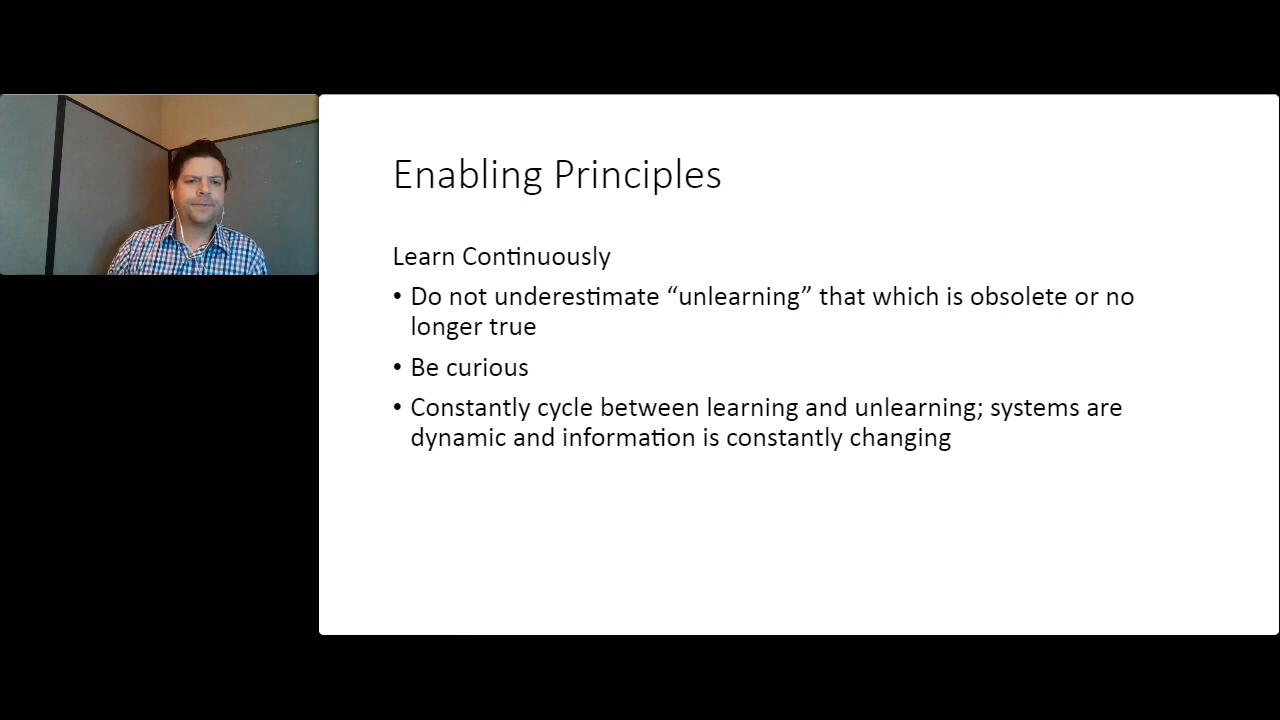 Enabling Principles
Learn Continuously
• Do not underestimate “unlearning” that which is obsolete or no
longer true
• Be curious
• Constantly cycle between learning and unlearning; systems are
dynamic and information is constantly changing